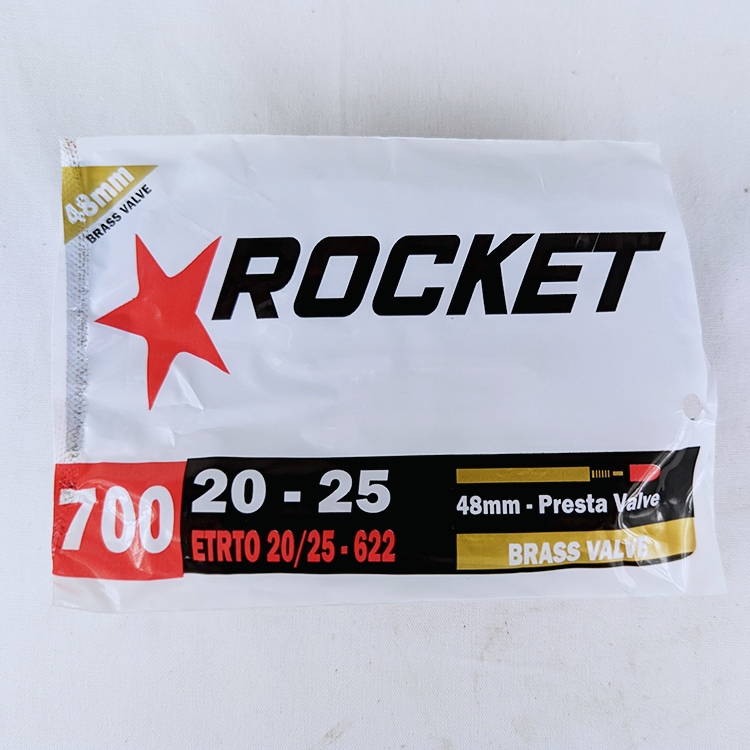 48mm
BRASS VALVE
ROCKET
700
20 - 25
ETRTO 20/25 - 622
48mm - Presta Valve
BRASS VALVE